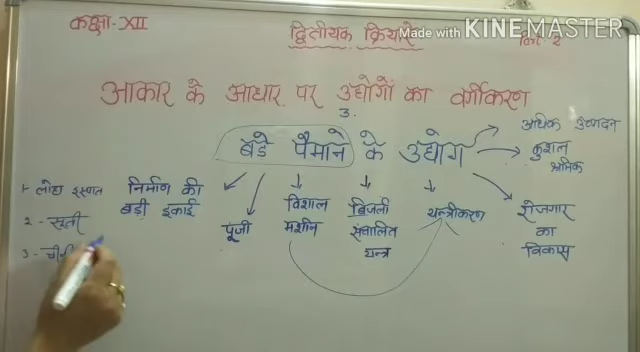 कक्षा-XII
द्वितीयक क्रियाएँ
Made with KINEMASTER
आकार के आधार पर उद्योगों का वर्गीकरण
3.
बड़े पैमाने के उद्योग
अधिक उत्पादन
कुशल
श्रमिक
1- लोहा इस्पात
2 - सूती
3 -
निर्माण की
बड़ी इकाई
पूंजी
विशाल
मशीन
बिजली
संचालित
यन्त्र
यन्त्रीकरण
रोजगार
का
विकास